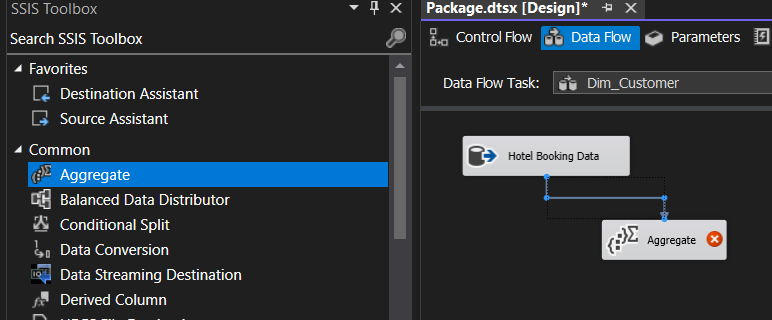 SSIS Toolbox
Search SSIS Toolbox
Favorites
Destination Assistant
Source Assistant
Common
Aggregate
Balanced Data Distributor
Conditional Split
Data Conversion
Data Streaming Destination
Derived Column
Package.dtsx [Design]*
Control Flow
Data Flow
Parameters
Data Flow Task:
Dim_Customer
Hotel Booking Data
Aggregate